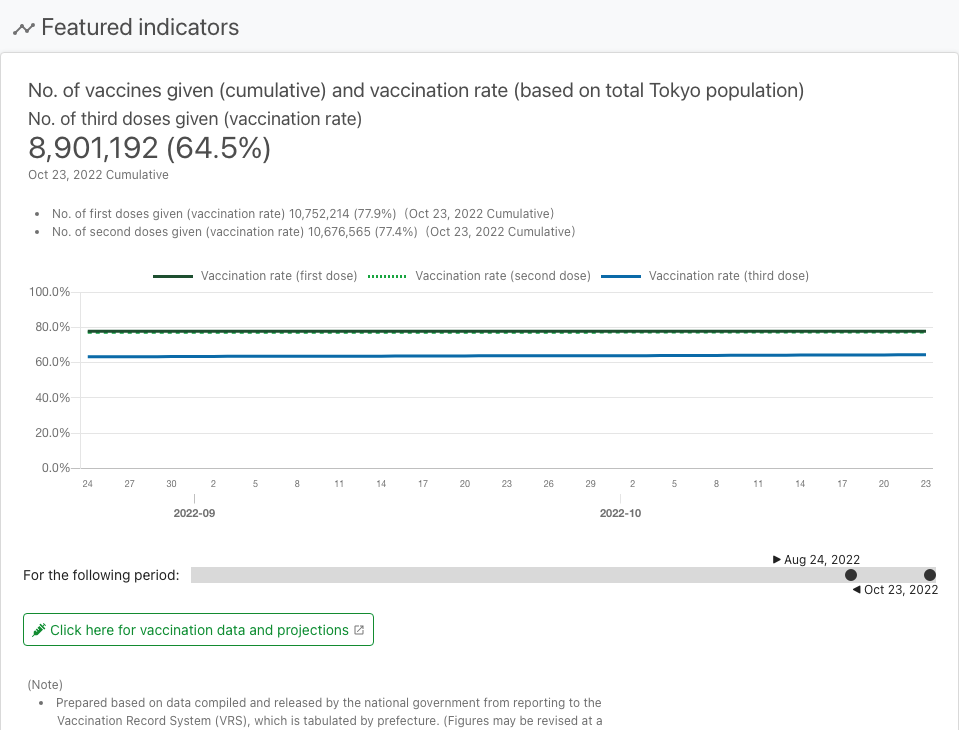 Featured indicators
No. of vaccines given (cumulative) and vaccination rate (based on total Tokyo population)
No. of third doses given (vaccination rate)
8,901,192 (64.5%)
Oct 23, 2022 Cumulative
• No. of first doses given (vaccination rate) 10,752,214 (77.9%) (Oct 23, 2022 Cumulative)
• No. of second doses given (vaccination rate) 10,676,565 (77.4%) (Oct 23, 2022 Cumulative)
Vaccination rate (first dose) Vaccination rate (second dose) Vaccination rate (third dose)
100.0%
80.0%
60.0%
40.0%
20.0%
0.0%
24 27 30 2 5 8 11 14 17 20 23 26 29 2 5 8 11 14 17 20 23
2022-09 2022-10
▶ Aug 24, 2022
For the following period:
◀ Oct 23, 2022
Click here for vaccination data and projections
(Note)
• Prepared based on data compiled and released by the national government from reporting to the
Vaccination Record System (VRS), which is tabulated by prefecture. (Figures may be revised at a